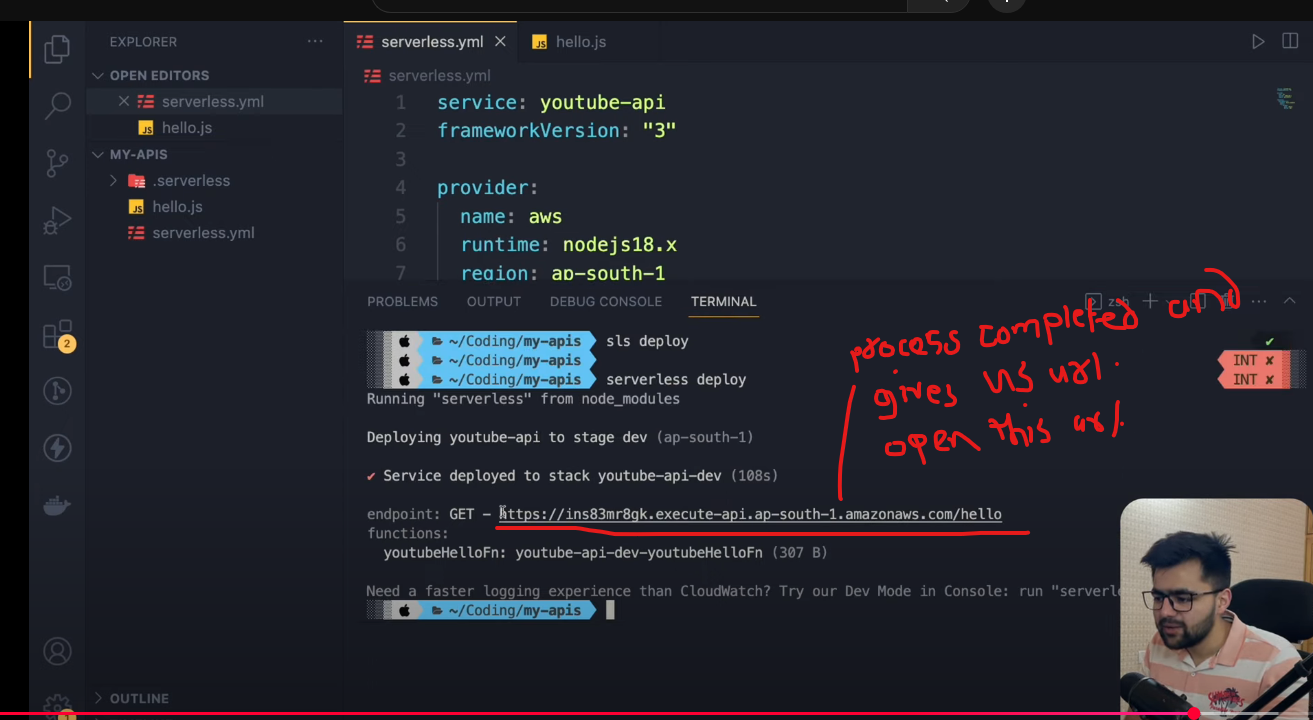 EXPLORER
···
serverless.yml
hello.js
OPEN EDITORS
serverless.yml
hello.js
MY-APIS
.serverless
hello.js
serverless.yml
2
OUTLINE
serverless.yml
1 service: youtube-api
2 frameworkVersion: "3"
3
4 provider:
5 name: aws
6 runtime: nodejs18.x
7 region: ap-south-1
PROBLEMS OUTPUT DEBUG CONSOLE TERMINAL
zsh
~/Coding/my-apis sls deploy
~/Coding/my-apis INT ✘
~/Coding/my-apis serverless deploy INT ✘
Running "serverless" from node_modules
Deploying youtube-api to stage dev (ap-south-1)
✔ Service deployed to stack youtube-api-dev (108s)
endpoint: GET - https://ins83mr8gk.execute-api.ap-south-1.amazonaws.com/hello
functions:
youtubeHelloFn: youtube-api-dev-youtubeHelloFn (307 B)
Need a faster logging experience than CloudWatch? Try our Dev Mode in Console: run "serverle
~/Coding/my-apis
process completed and
gives us url.
open this url.